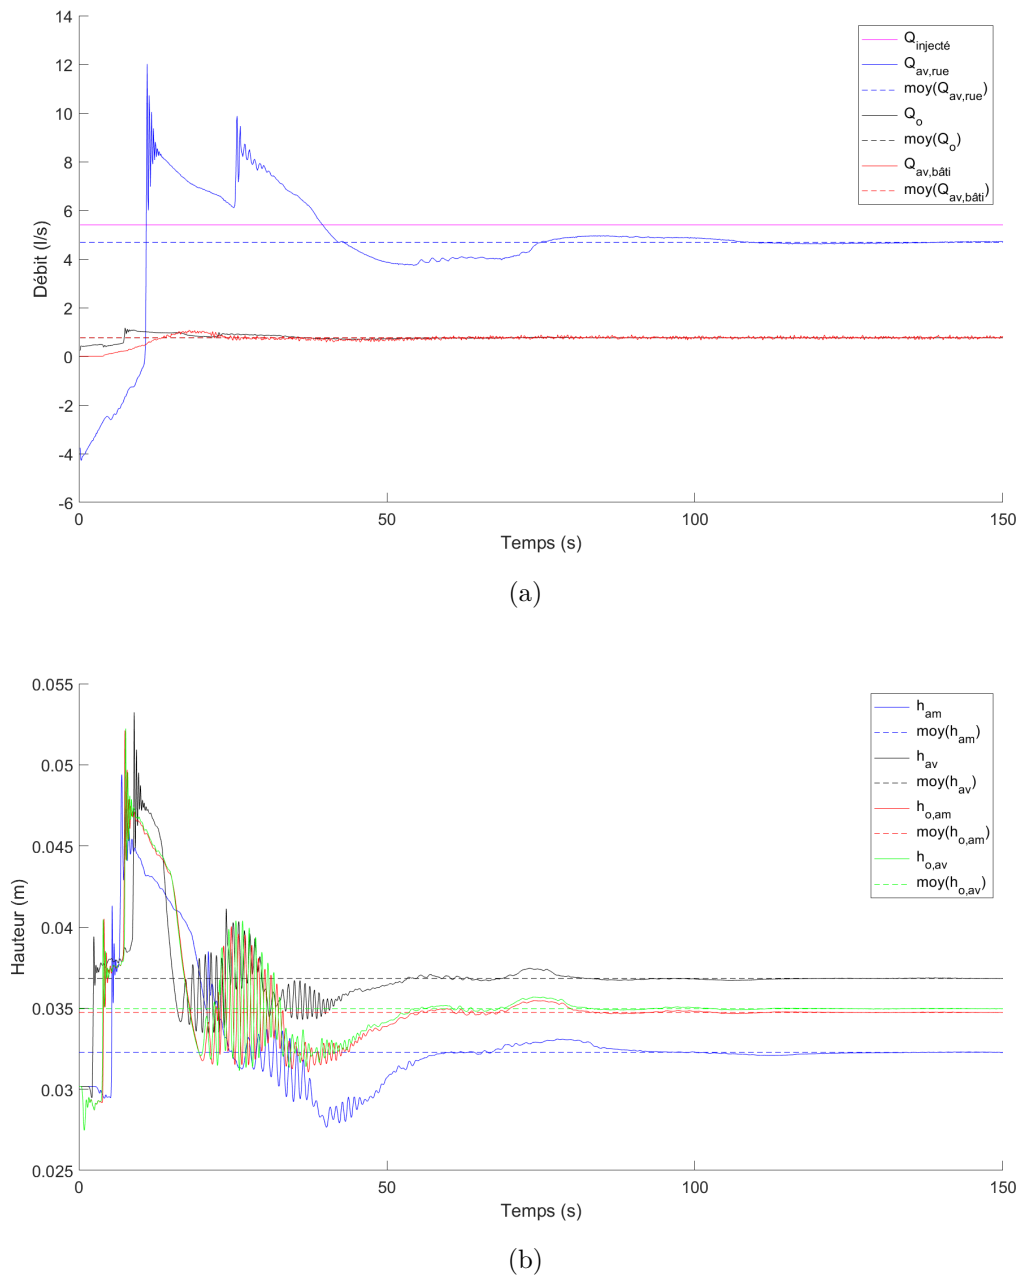 14
12
10
8
6
4
2
0
-2
-4
-6
Débit (l/s)
0
50
100
150
Temps (s)
Q_injecté
Q_av,rue
moy(Q_av,rue)
Q_o
moy(Q_o)
Q_av,bâti
moy(Q_av,bâti)
(a)
0.055
0.05
0.045
0.04
0.035
0.03
0.025
Hauteur (m)
0
50
100
150
Temps (s)
h_am
moy(h_am)
h_av
moy(h_av)
h_o,am
moy(h_o,am)
h_o,av
moy(h_o,av)
(b)